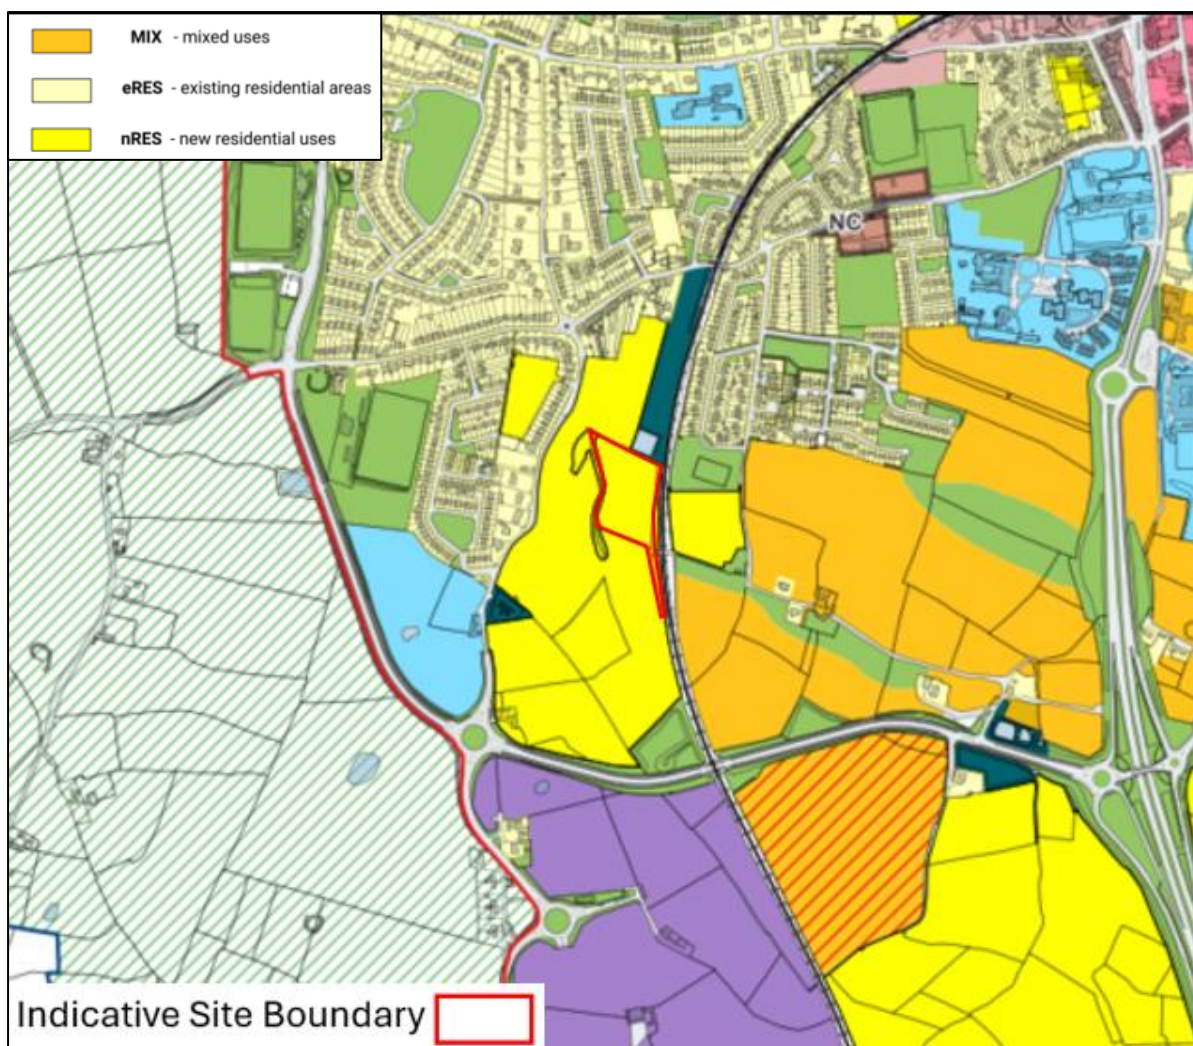 MIX - mixed uses
eRES - existing residential areas
nRES - new residential uses
NC
Indicative Site Boundary